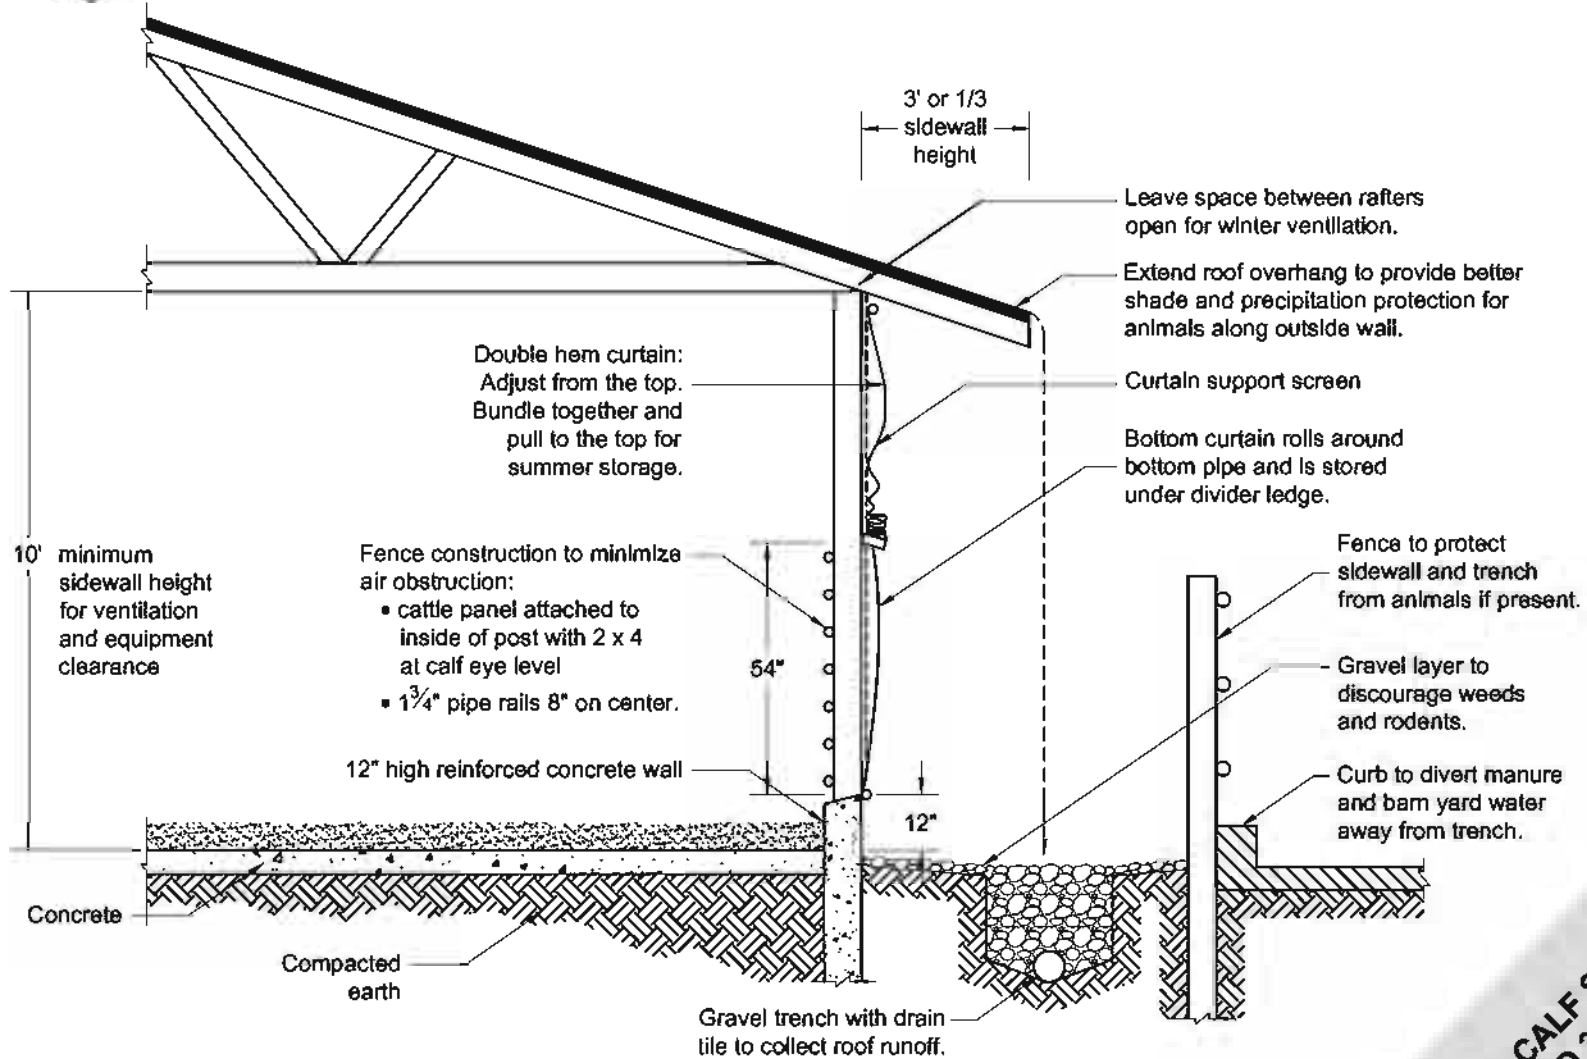 3' or 1/3
sidewall
height
Leave space between rafters
open for winter ventilation.
Extend roof overhang to provide better
shade and precipitation protection for
animals along outside wall.
Double hem curtain:
Adjust from the top.
Bundle together and
pull to the top for
summer storage.
Curtain support screen
Bottom curtain rolls around
bottom pipe and is stored
under divider ledge.
10' minimum
sidewall height
for ventilation
and equipment
clearance
Fence construction to minimize
air obstruction:
• cattle panel attached to
inside of post with 2 x 4
at calf eye level
• 1¾" pipe rails 8" on center.
54"
Fence to protect
sidewall and trench
from animals if present.
Gravel layer to
discourage weeds
and rodents.
12" high reinforced concrete wall
12"
Curb to divert manure
and barn yard water
away from trench.
Concrete
Compacted
earth
Gravel trench with drain
tile to collect roof runoff.
CALF